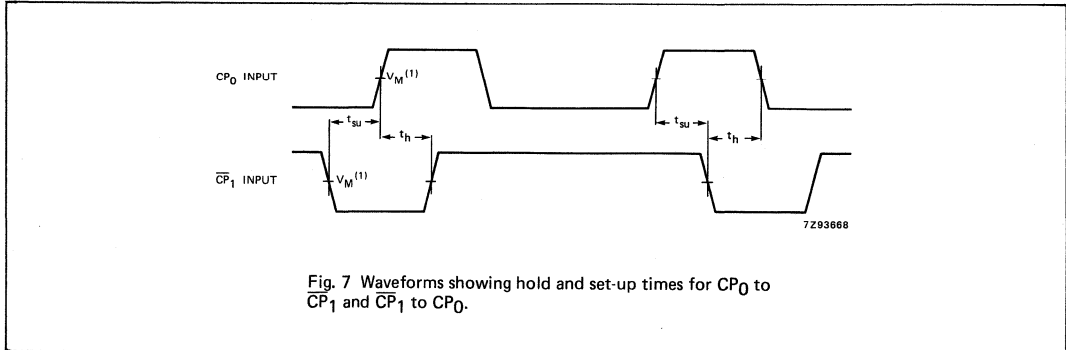 CP0 INPUT
VM(1)
tsu
th
tsu
th
CP1 INPUT
VM(1)
7Z93668
Fig. 7 Waveforms showing hold and set-up times for CP0 to
CP1 and CP1 to CP0.